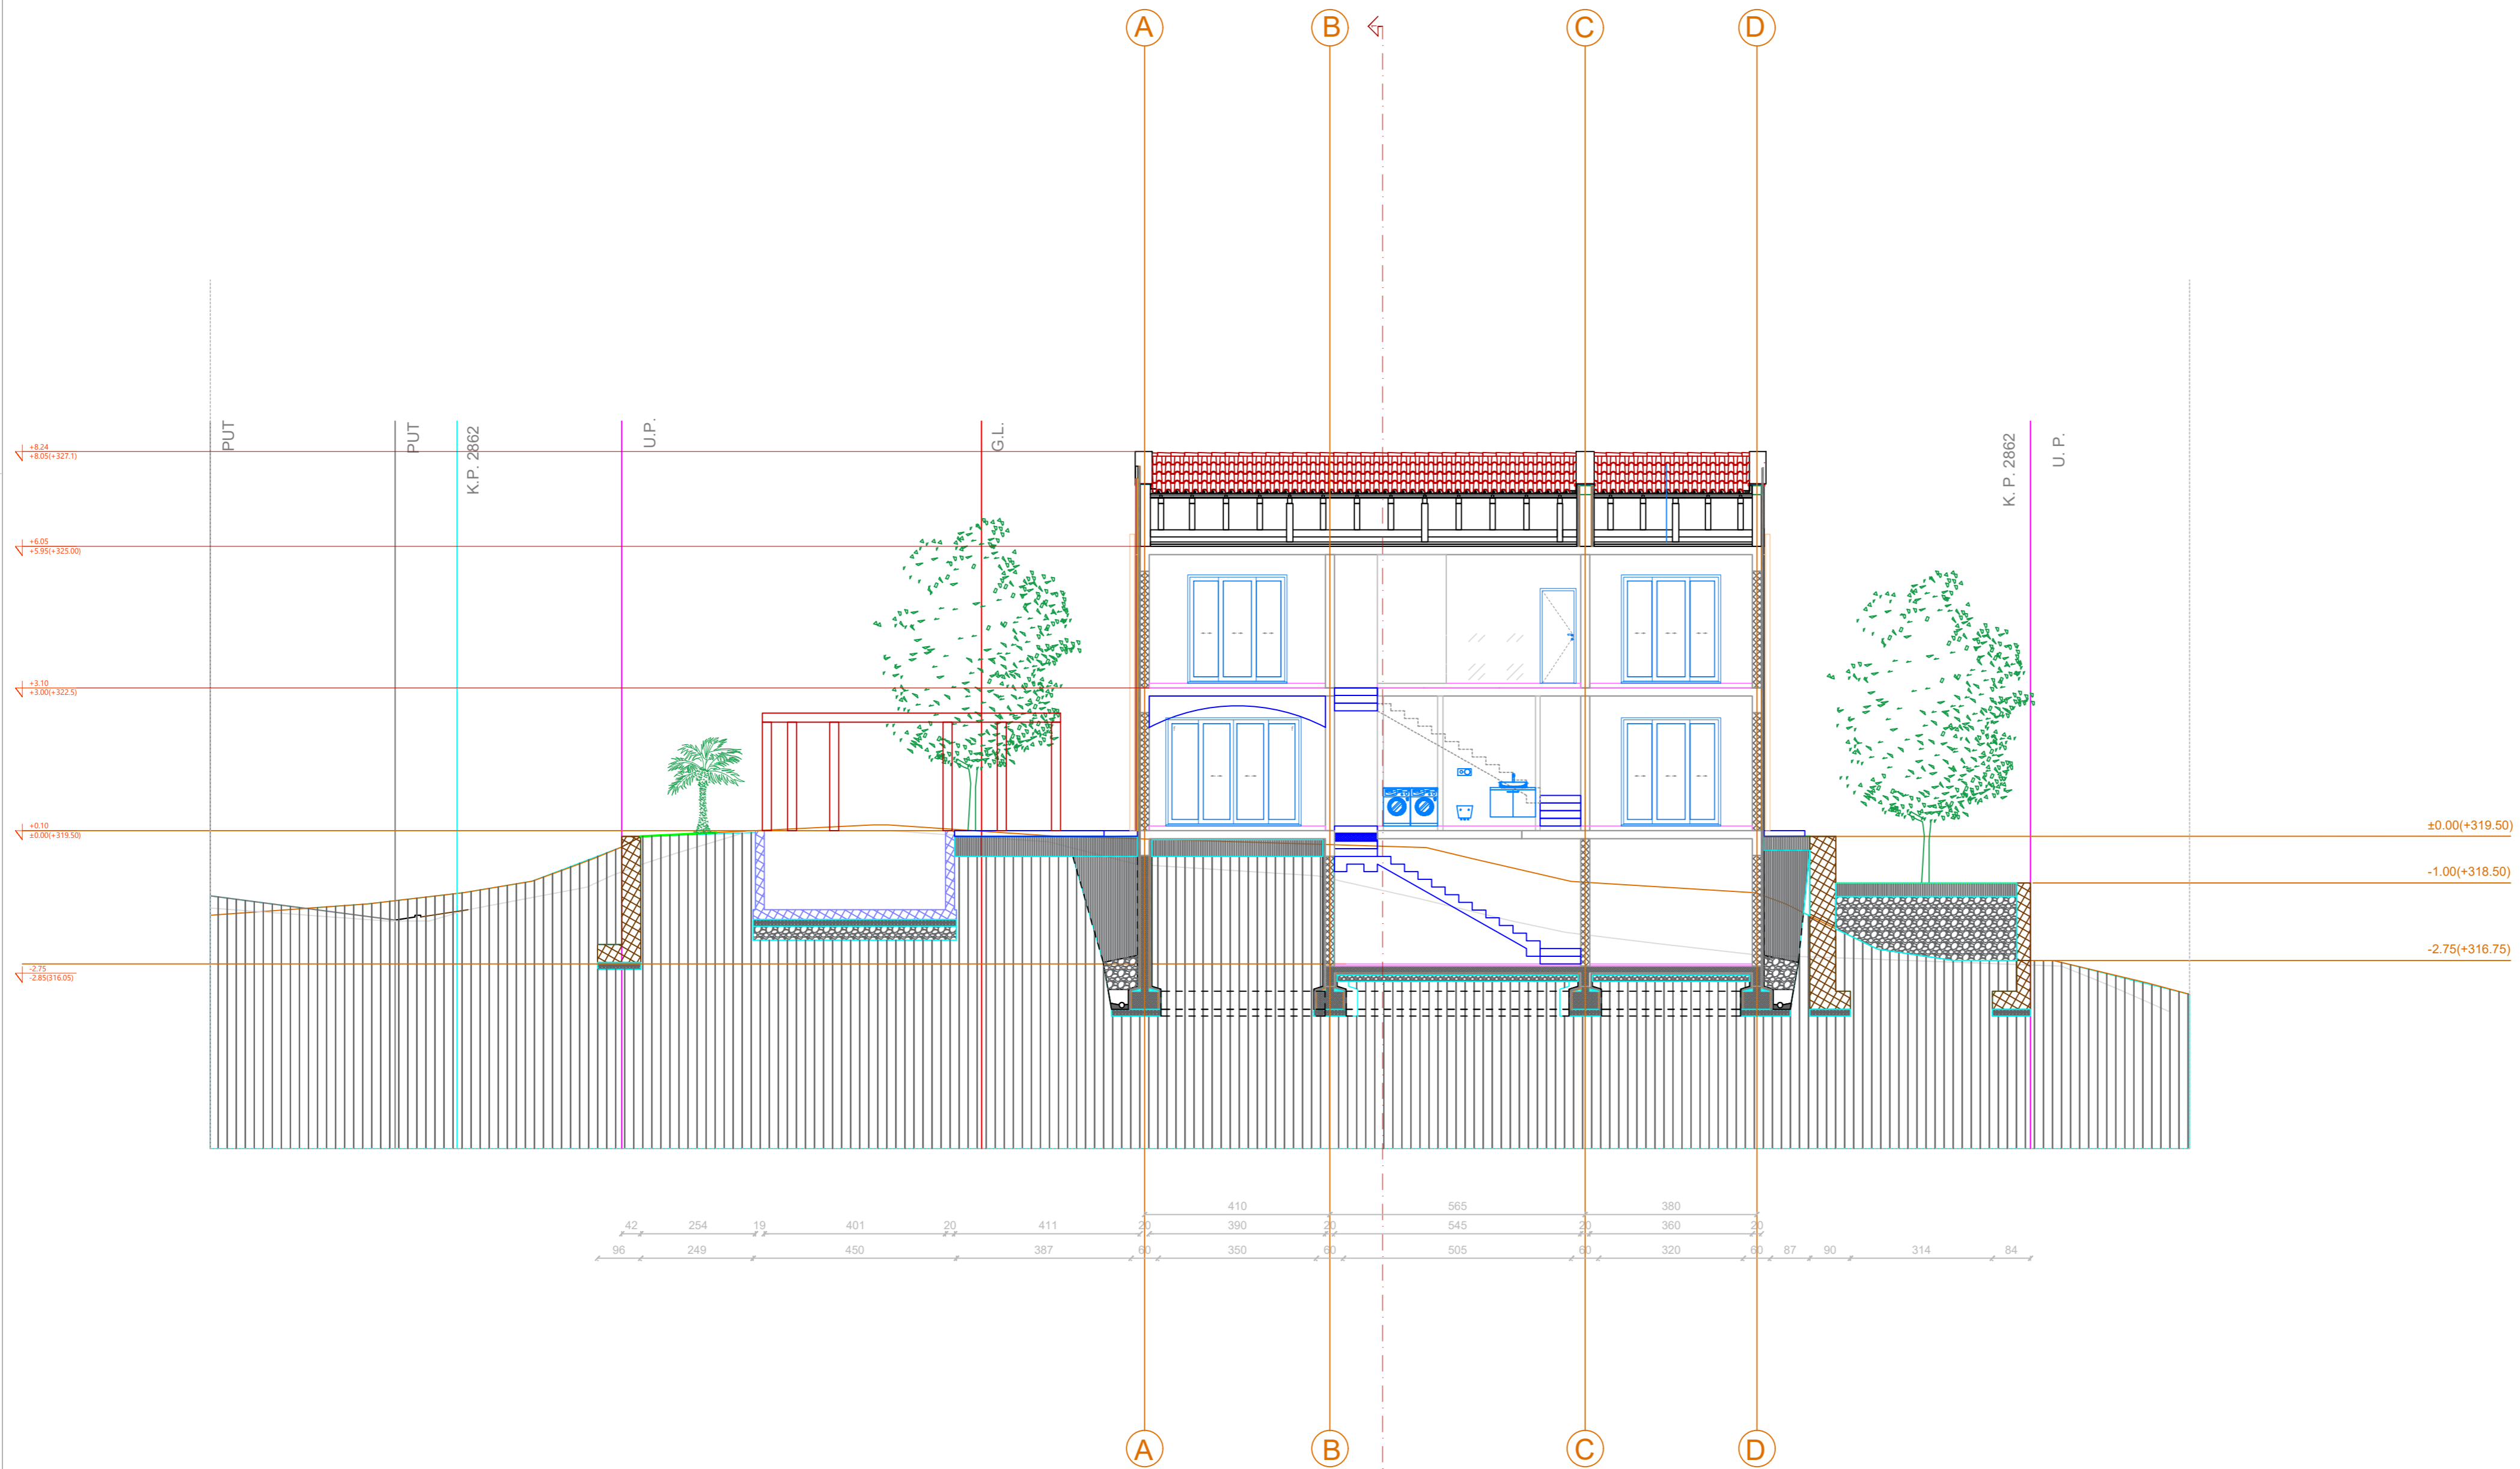 A B C D
PUT
PUT
K.P. 2862
U.P.
G.L.
K. P. 2862
U. P.
+8.24
+8.05(+327.1)
+6.05
+5.95(+325.00)
+3.10
+3.00(+322.5)
+0.10
±0.00(+319.50)
-2.75
-2.85(316.05)
±0.00(+319.50)
-1.00(+318.50)
-2.75(+316.75)
410 565 380
42 254 19 401 20 411 20 390 20 545 20 360 20
96 249 450 387 60 350 60 505 60 320 60 87 90 314 84
A B C D